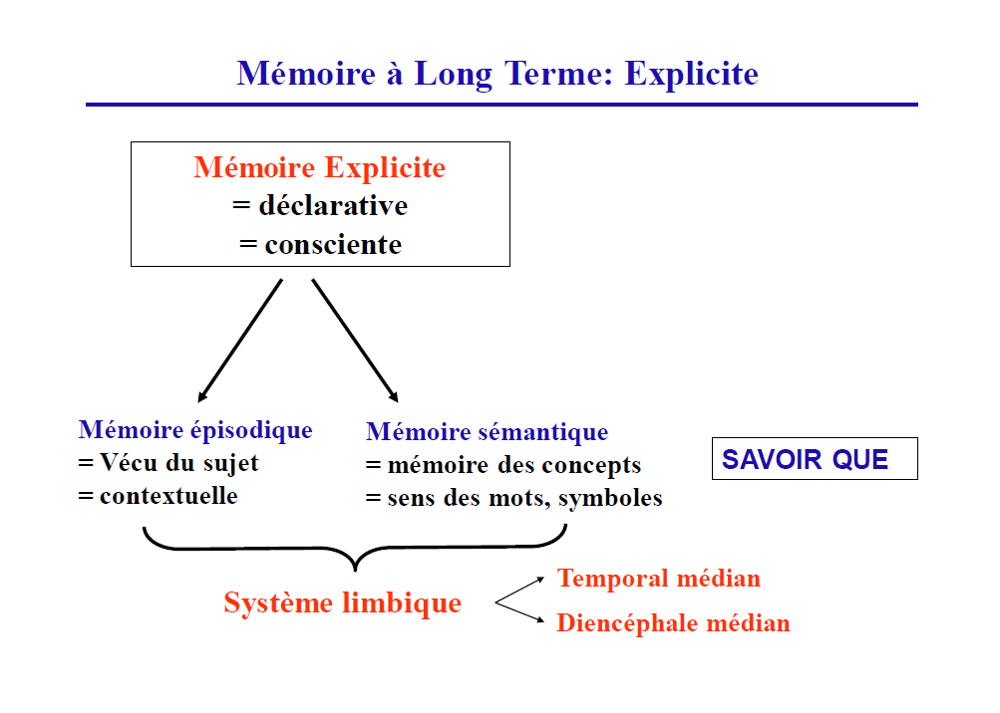 Mémoire à Long Terme: Explicite
Mémoire Explicite
= déclarative
= consciente
Mémoire épisodique
= Vécu du sujet
= contextuelle
Mémoire sémantique
= mémoire des concepts
= sens des mots, symboles
SAVOIR QUE
Système limbique
Temporal médian
Diencéphale médian